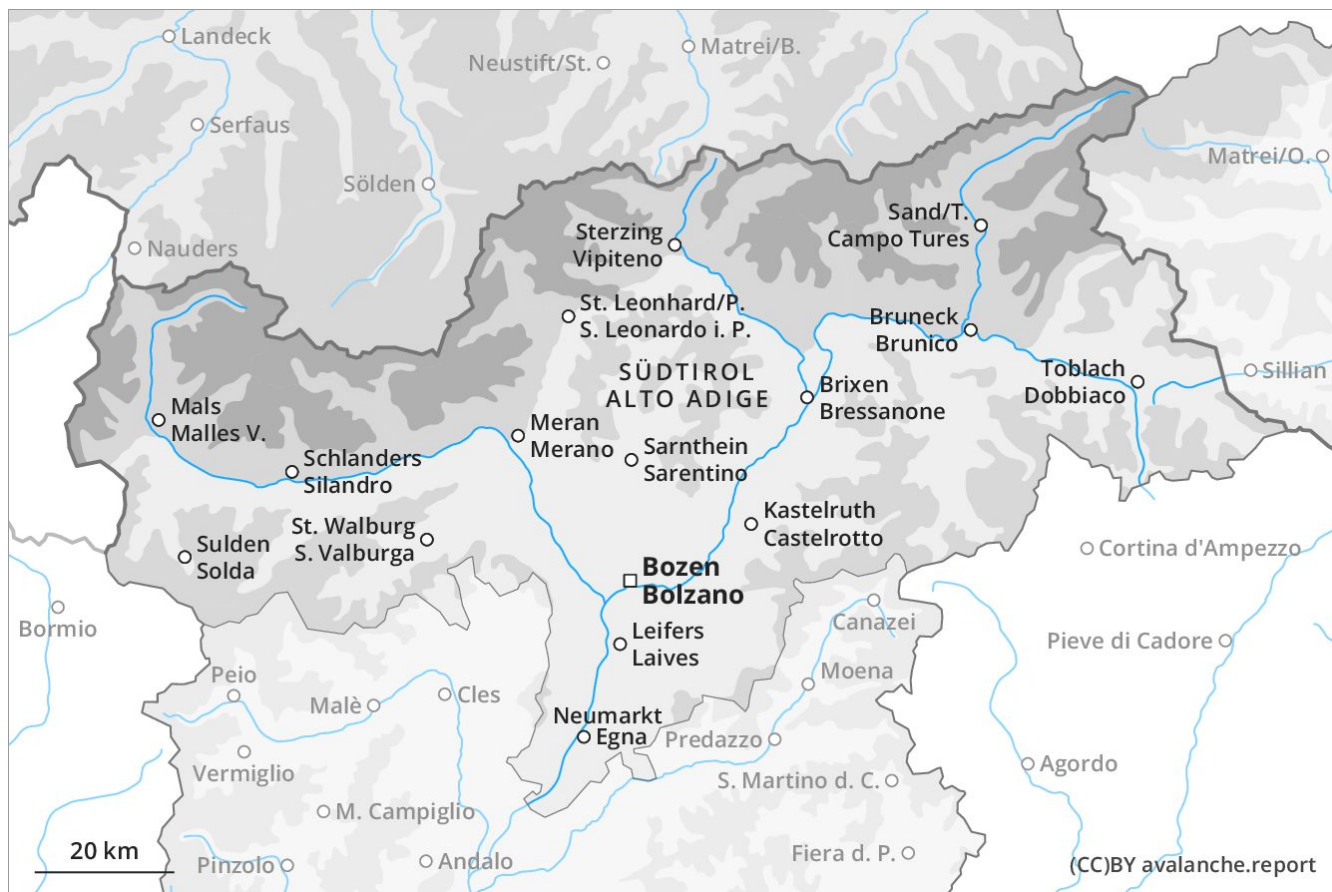 Landeck
Matrei/B.
Neustift/St.
Serfaus
Matrei/O.
Sölden
Sand/T.
Campo Tures
Sterzing
Vipiteno
Nauders
St. Leonhard/P.
S. Leonardo i. P.
Bruneck
Brunico
SÜDTIROL
ALTO ADIGE
Toblach
Dobbiaco
Sillian
Brixen
Bressanone
Mals
Malles V.
Meran
Merano
Sarnthein
Sarentino
Schlanders
Silandro
Kastelruth
Castelrotto
St. Walburg
S. Valburga
Sulden
Solda
Cortina d'Ampezzo
Bozen
Bolzano
Bormio
Canazei
Leifers
Laives
Pieve di Cadore
Peio
Moena
Malè
Cles
Neumarkt
Egna
Predazzo
Vermiglio
Agordo
S. Martino d. C.
M. Campiglio
20 km
Pinzolo
Andalo
Fiera d. P.
(CC)BY avalanche.report